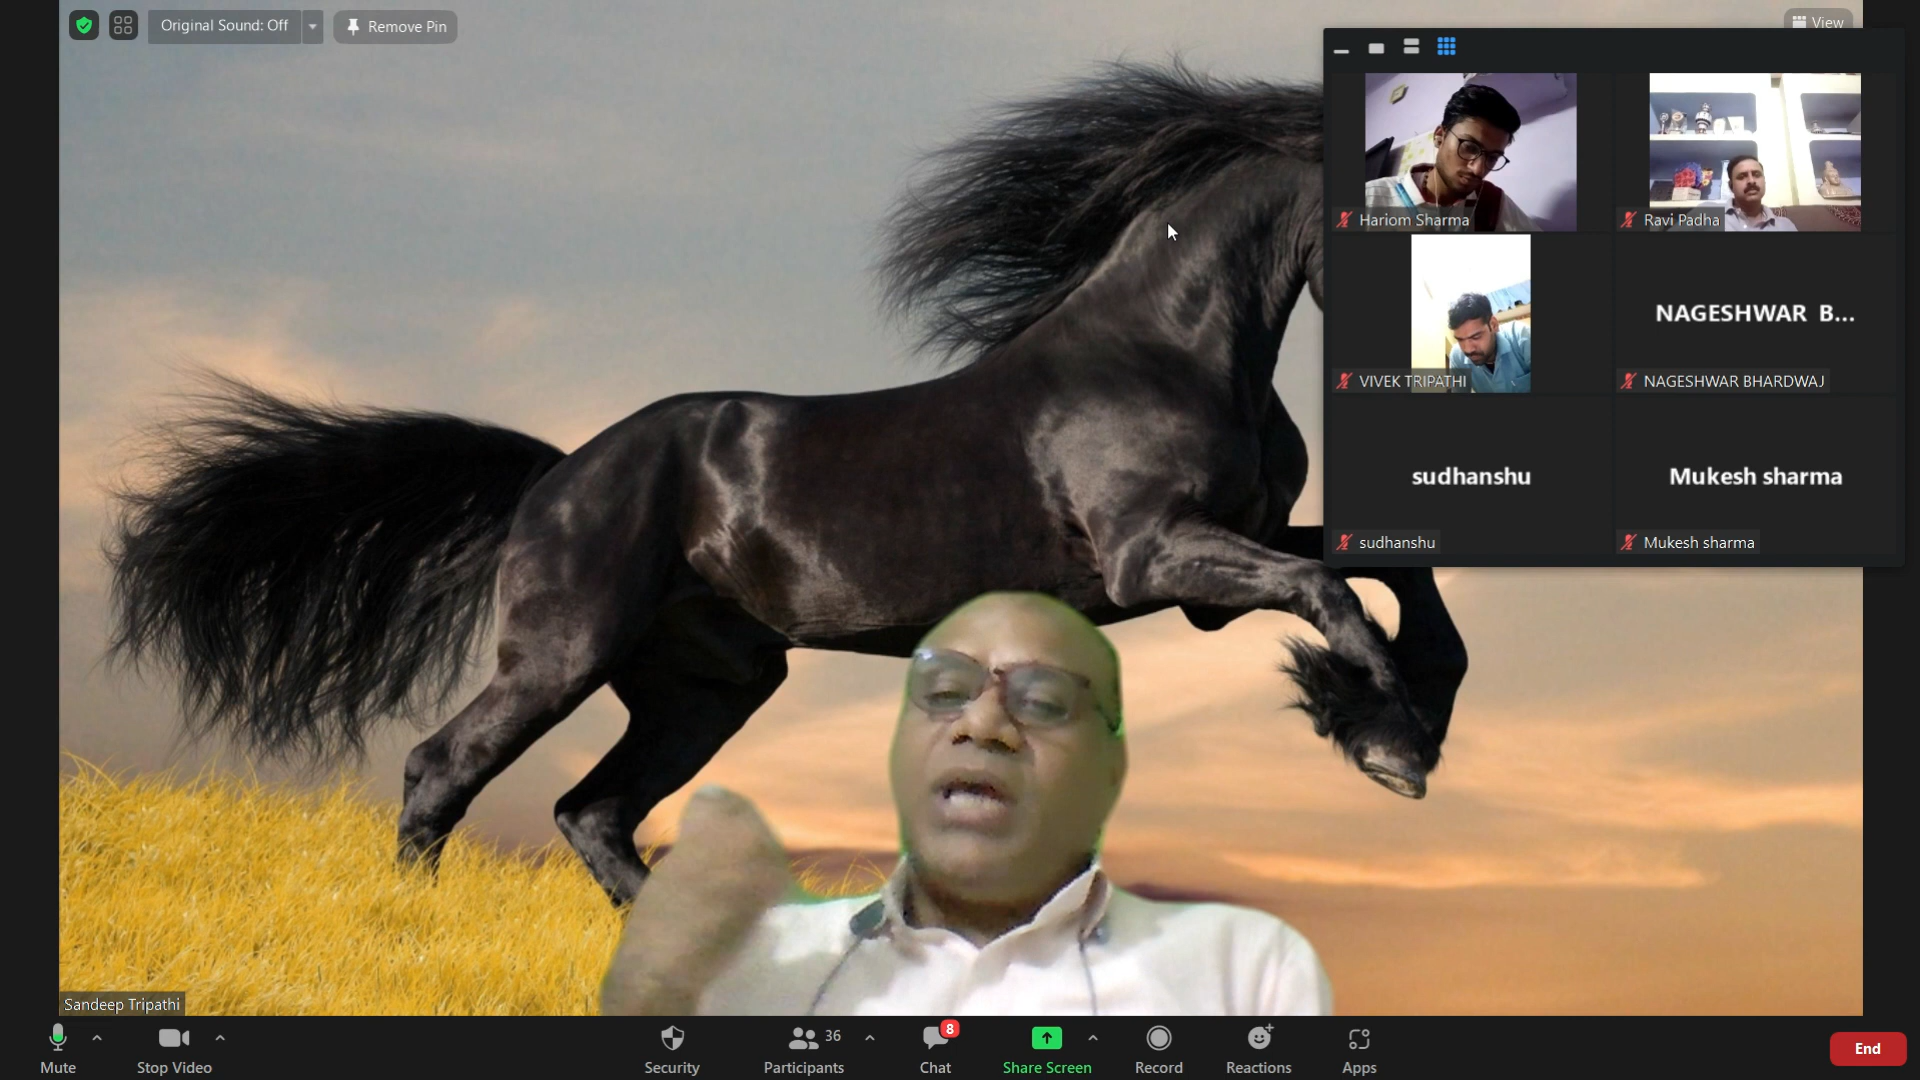 Original Sound: Off
Remove Pin
View
Hariom Sharma
Ravi Padha
NAGESHWAR B...
VIVEK TRIPATHI
NAGESHWAR BHARDWAJ
sudhanshu
Mukesh sharma
sudhanshu
Mukesh sharma
Sandeep Tripathi
36
8
Mute
Stop Video
Security
Participants
Chat
Share Screen
Record
Reactions
Apps
End